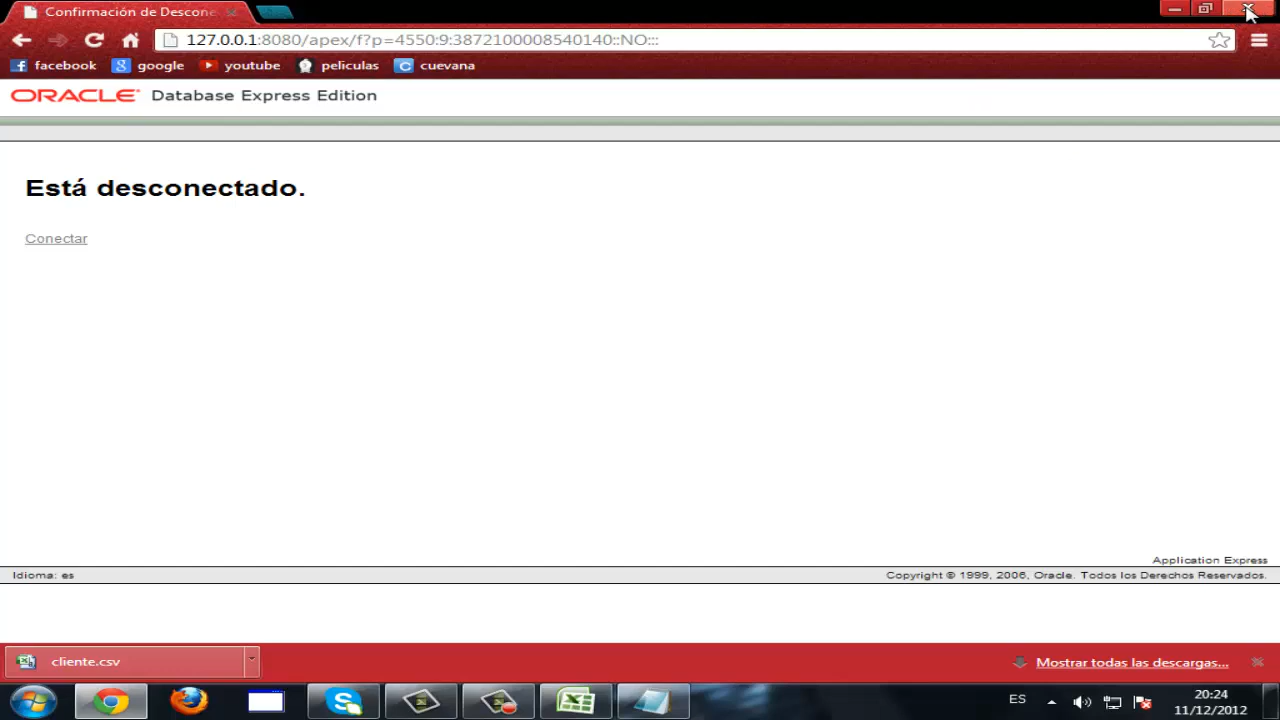 Confirmación de Descone
127.0.0.1:8080/apex/f?p=4550:9:3872100008540140::NO:::
facebook google youtube peliculas cuevana
ORACLE Database Express Edition
Está desconectado.
Conectar
Application Express
Idioma: es Copyright © 1999, 2006, Oracle. Todos los Derechos Reservados.
cliente.csv Mostrar todas las descargas...
ES 20:24
11/12/2012